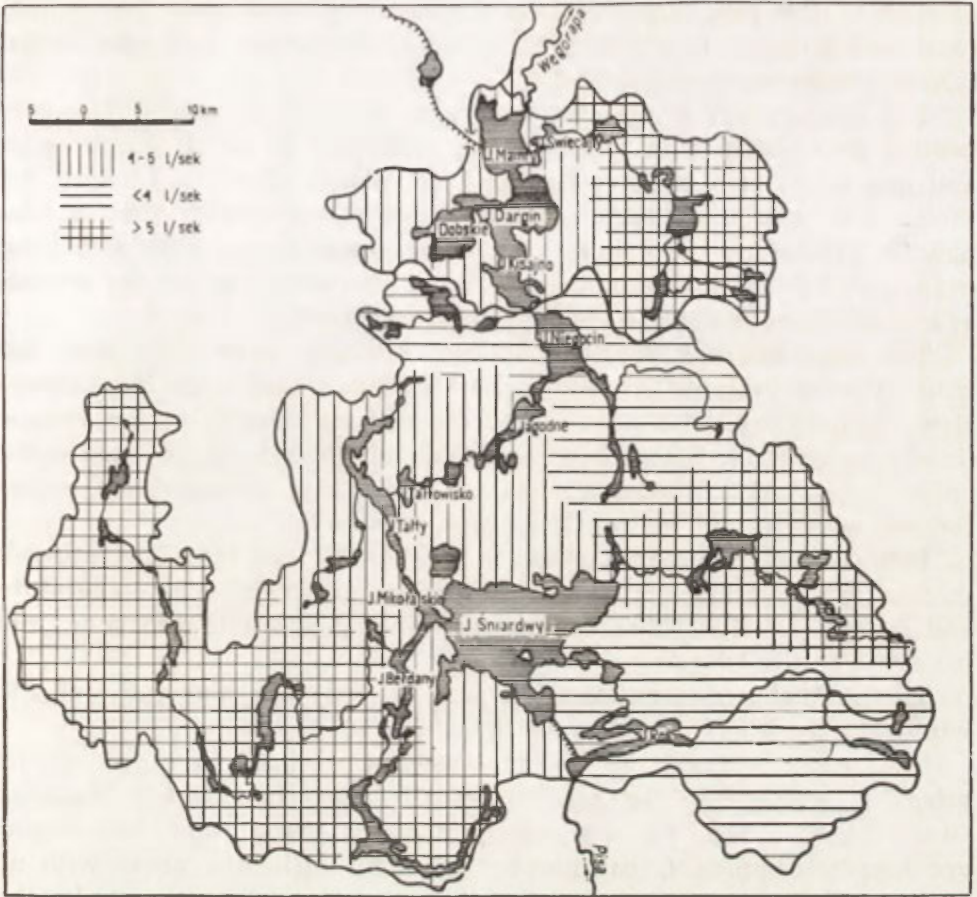 Węgorapa
5 0 5 10 km
4-5 l/sek
<4 l/sek
>5 l/sek
J. Mamry
J. Święcajty
J. Dargin
Dobskie
J. Kisajno
J. Niegocin
Jagodne
J. Tałty
J. Mikołajskie
J. Śniardwy
J. Bełdany
J. Roś
Pisa